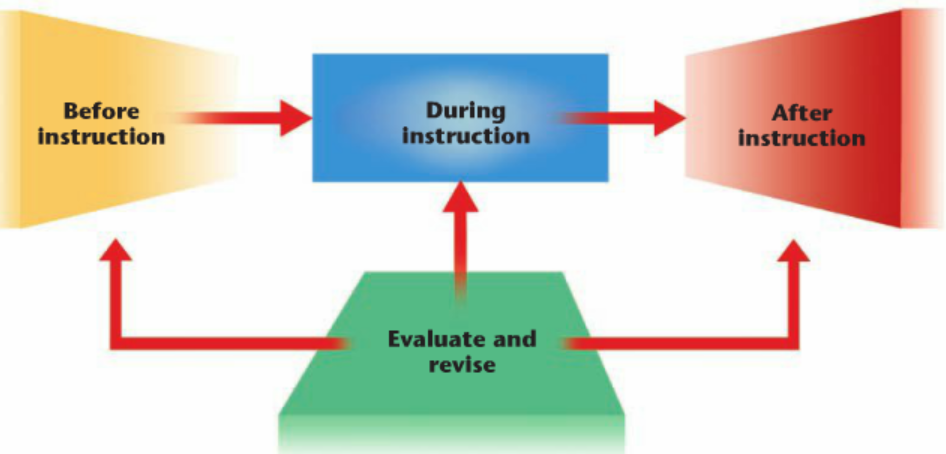 Before
instruction
During
instruction
After
instruction
Evaluate and
revise